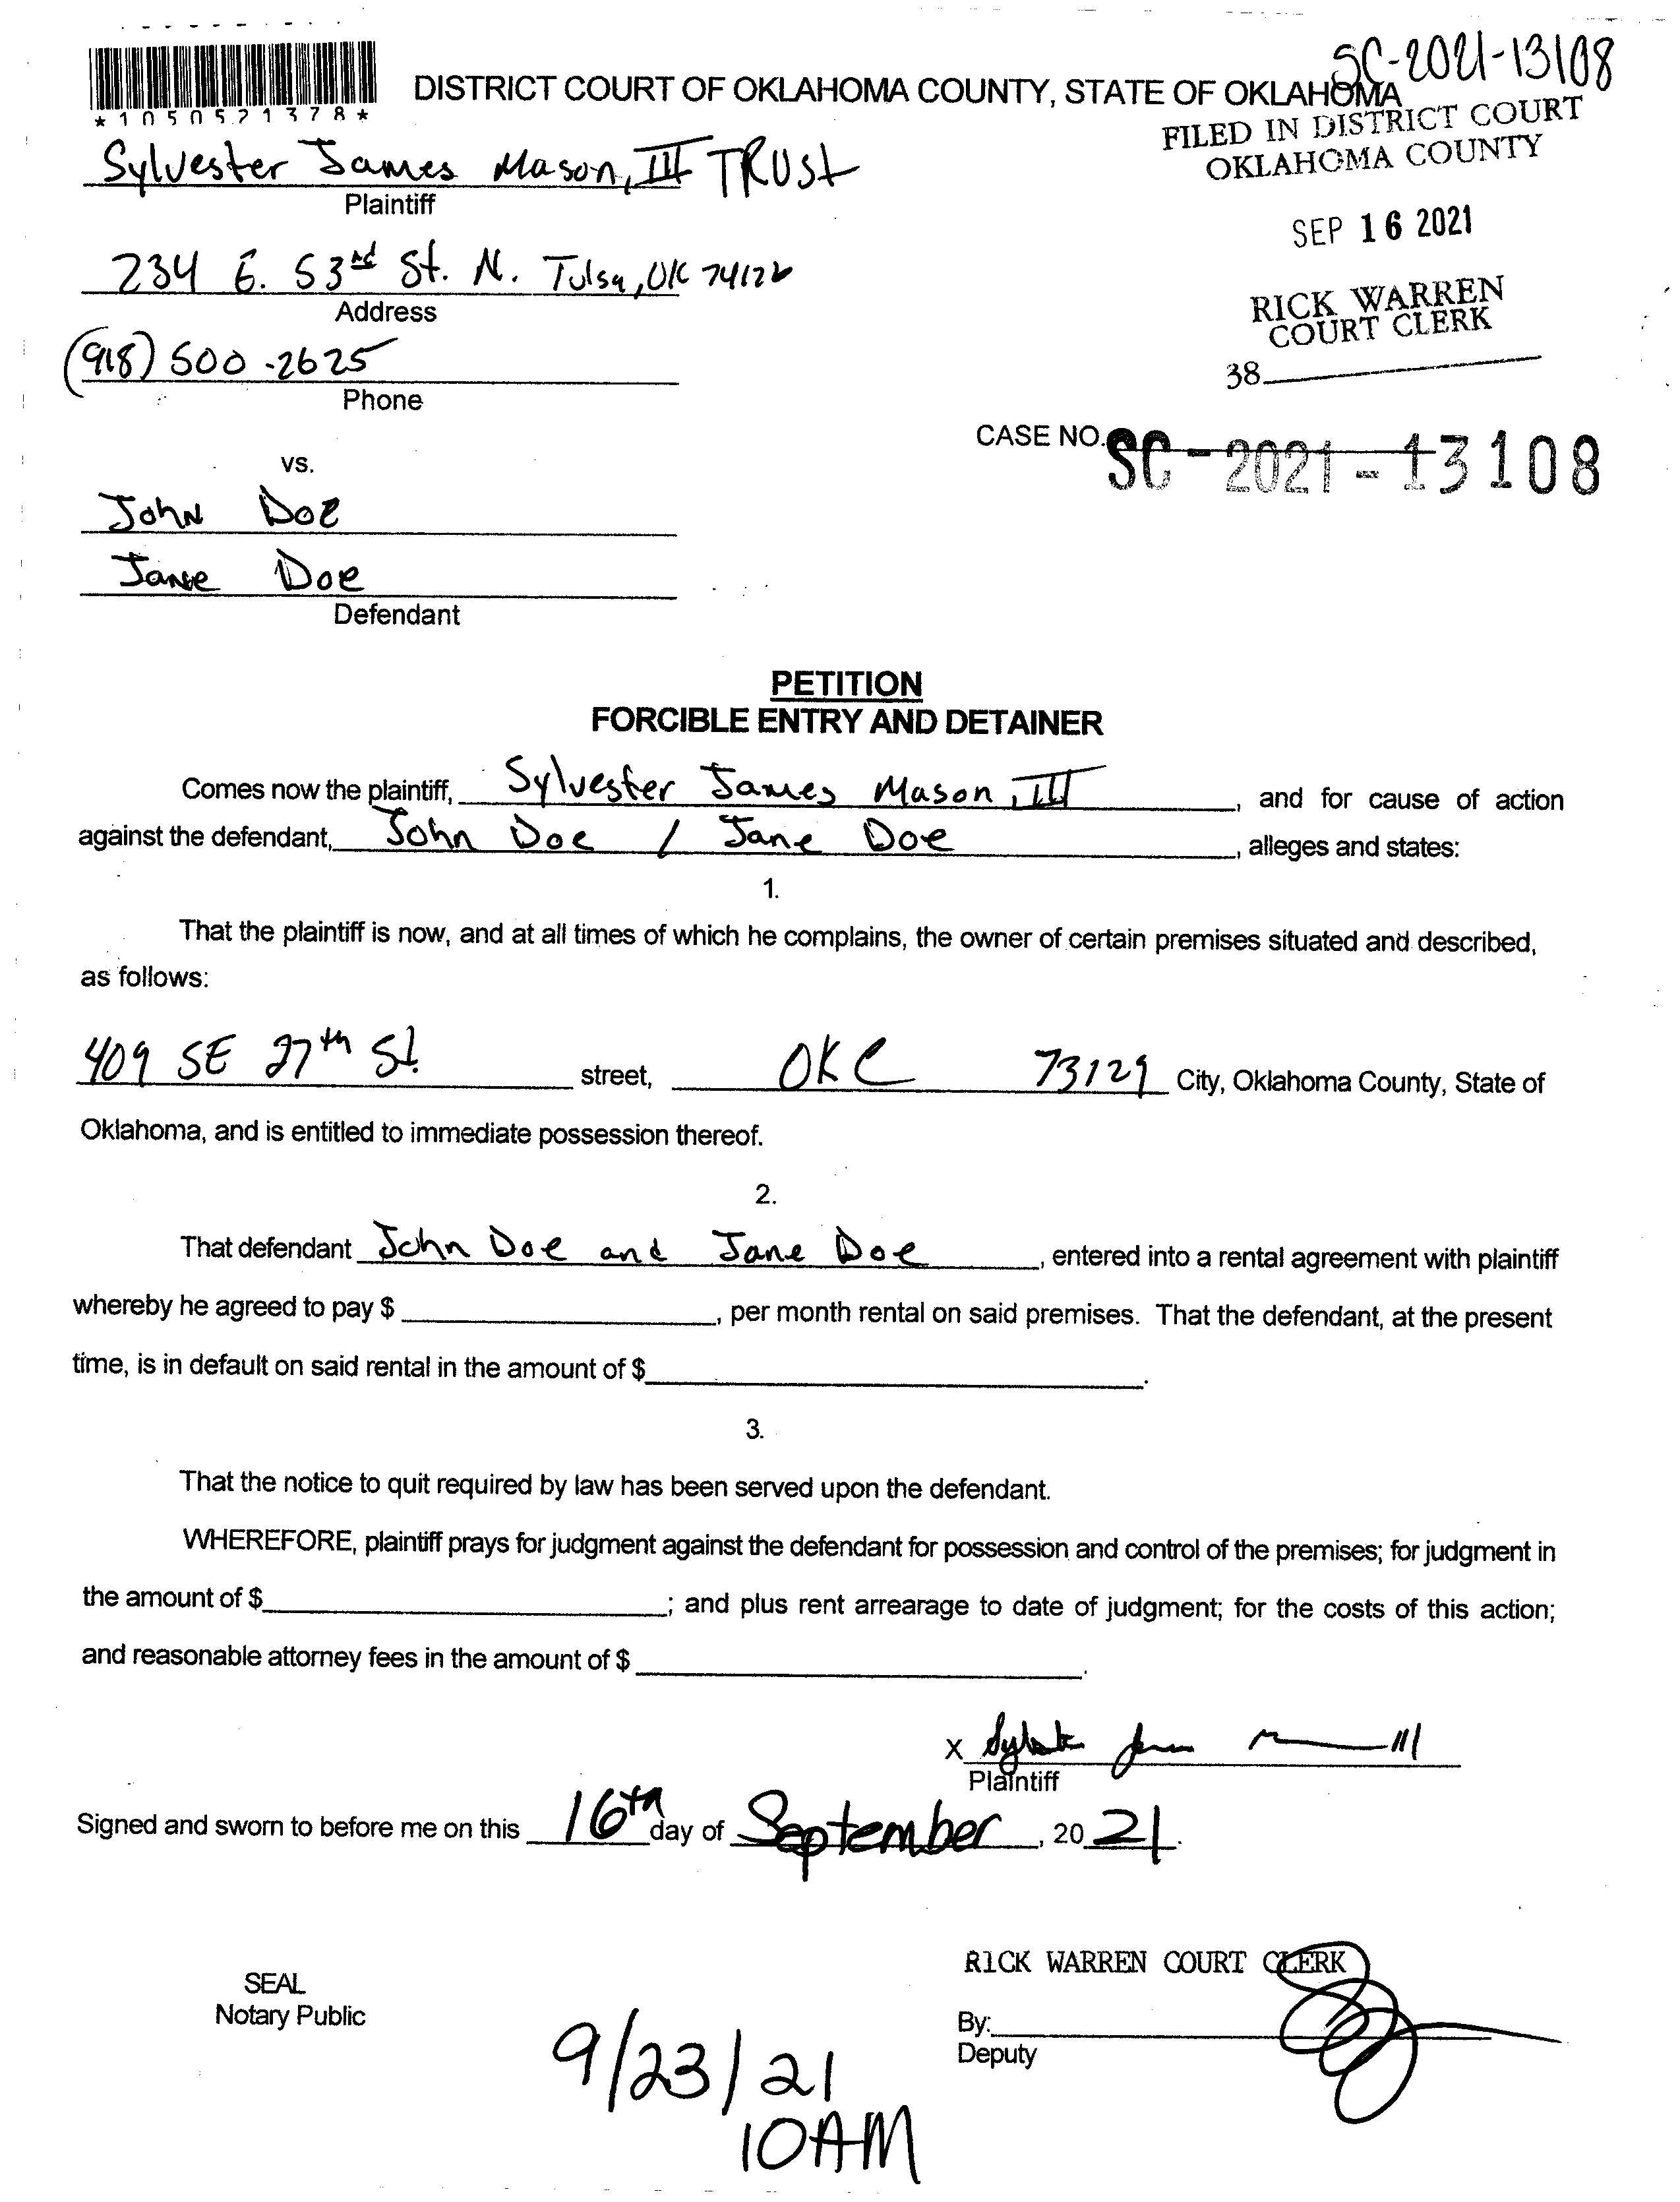 SC-2021-13108
*1050521378*
DISTRICT COURT OF OKLAHOMA COUNTY, STATE OF OKLAHOMA
FILED IN DISTRICT COURT
OKLAHOMA COUNTY
Sylvester James Mason, III TRUST
Plaintiff
SEP 16 2021
234 E. 53rd St. N. Tulsa, OK 74126
Address
RICK WARREN
COURT CLERK
(918) 500-2625
Phone
38
CASE NO. SC-2021-13108
vs.
John Doe
Jane Doe
Defendant
PETITION
FORCIBLE ENTRY AND DETAINER
Comes now the plaintiff, Sylvester James Mason, III, and for cause of action
against the defendant, John Doe / Jane Doe, alleges and states:
1.
That the plaintiff is now, and at all times of which he complains, the owner of certain premises situated and described,
as follows:
409 SE 27th St. street, OKC 73129 City, Oklahoma County, State of
Oklahoma, and is entitled to immediate possession thereof.
2.
That defendant John Doe and Jane Doe, entered into a rental agreement with plaintiff
whereby he agreed to pay $, per month rental on said premises. That the defendant, at the present
time, is in default on said rental in the amount of $.
3.
That the notice to quit required by law has been served upon the defendant.
WHEREFORE, plaintiff prays for judgment against the defendant for possession and control of the premises; for judgment in
the amount of $; and plus rent arrearage to date of judgment; for the costs of this action;
and reasonable attorney fees in the amount of $.
X
Plaintiff
Signed and sworn to before me on this 16th day of September, 2021.
RICK WARREN COURT CLERK
SEAL
Notary Public
By:
Deputy
9/23/21
10AM